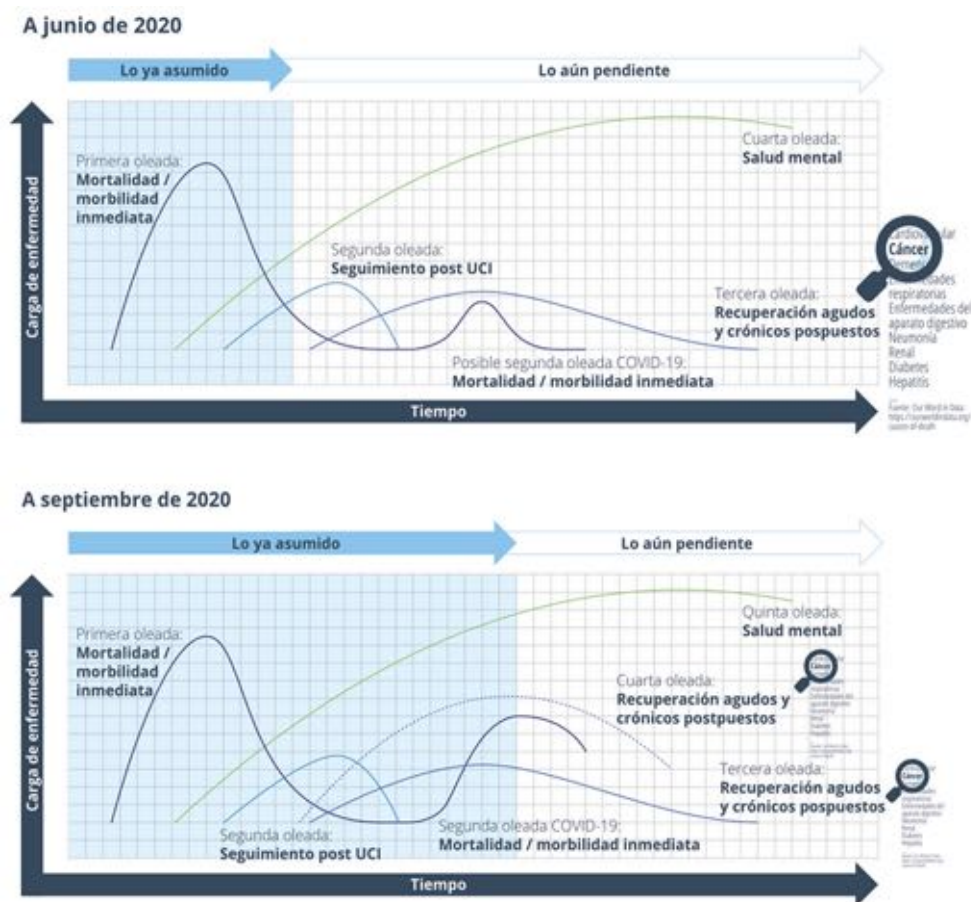 A junio de 2020
Lo ya asumido
Lo aún pendiente
Carga de enfermedad
Primera oleada:
Mortalidad /
morbilidad
inmediata
Cuarta oleada:
Salud mental
Segunda oleada:
Seguimiento post UCI
Tercera oleada:
Recuperación agudos
y crónicos pospuestos
Posible segunda oleada COVID-19:
Mortalidad / morbilidad inmediata
Cáncer
respiratorias
Enfermedades del
aparato digestivo
Neumonía
Renal
Diabetes
Hepatitis
Tiempo
A septiembre de 2020
Lo ya asumido
Lo aún pendiente
Carga de enfermedad
Primera oleada:
Mortalidad /
morbilidad
inmediata
Quinta oleada:
Salud mental
Cuarta oleada:
Recuperación agudos y
crónicos postpuestos
Cáncer
Tercera oleada:
Recuperación agudos
y crónicos pospuestos
Cáncer
Segunda oleada:
Seguimiento post UCI
Segunda oleada COVID-19:
Mortalidad / morbilidad inmediata
Tiempo